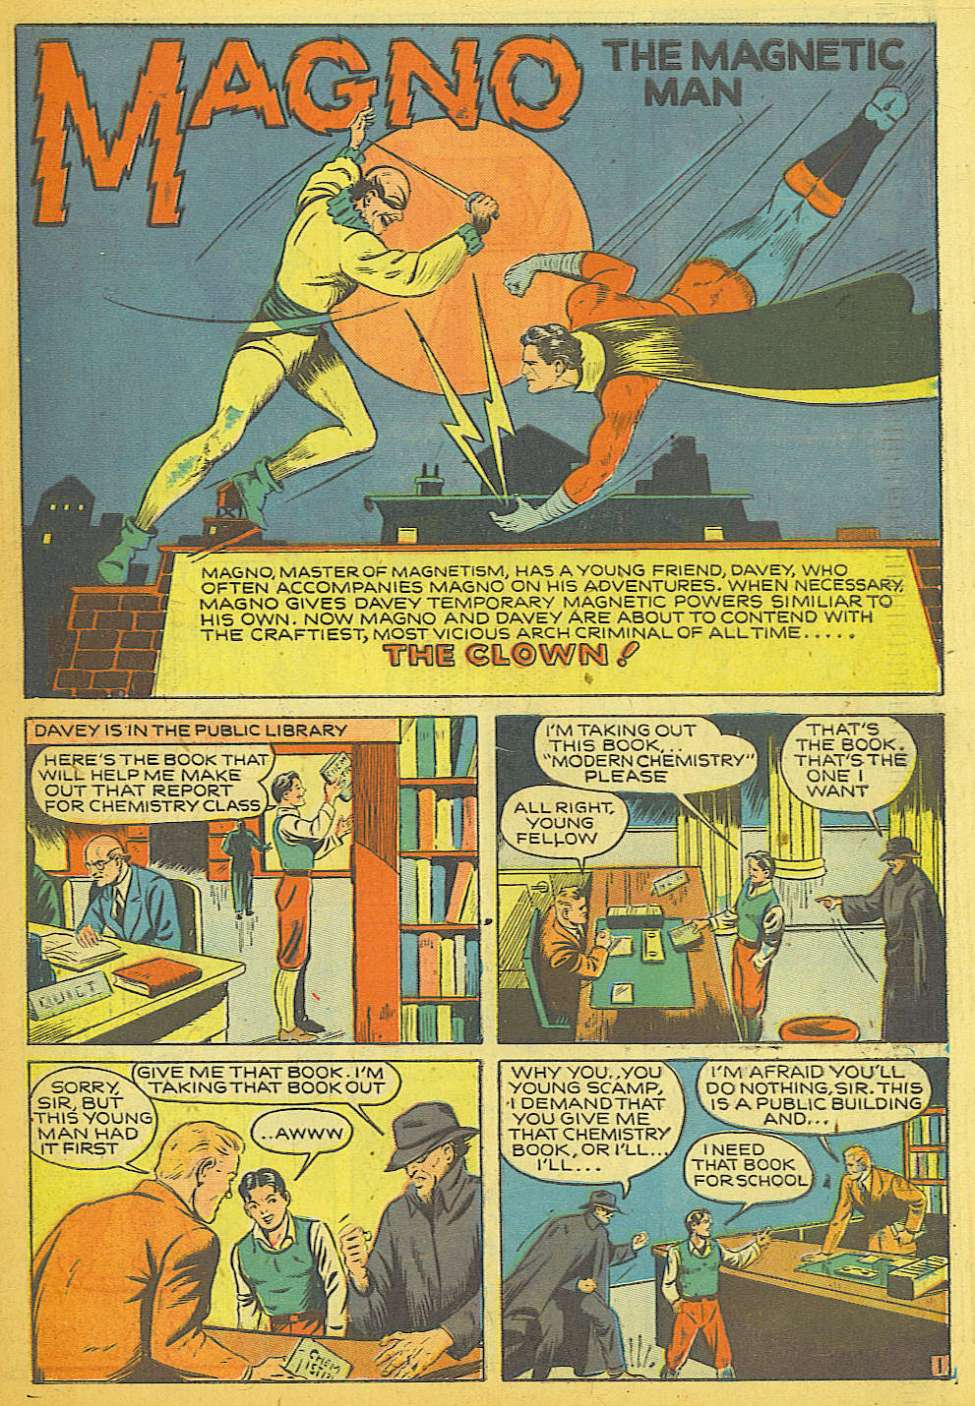 MAGNO
THE MAGNETIC
MAN
MAGNO, MASTER OF MAGNETISM, HAS A YOUNG FRIEND, DAVEY, WHO
OFTEN ACCOMPANIES MAGNO ON HIS ADVENTURES. WHEN NECESSARY,
MAGNO GIVES DAVEY TEMPORARY MAGNETIC POWERS SIMILIAR TO
HIS OWN. NOW MAGNO AND DAVEY ARE ABOUT TO CONTEND WITH
THE CRAFTIEST, MOST VICIOUS ARCH CRIMINAL OF ALL TIME.....
THE CLOWN!
DAVEY IS IN THE PUBLIC LIBRARY
HERE'S THE BOOK THAT
WILL HELP ME MAKE
OUT THAT REPORT
FOR CHEMISTRY CLASS
CHEM
QUIET
I'M TAKING OUT
THIS BOOK,..
"MODERN CHEMISTRY"
PLEASE
ALL RIGHT,
YOUNG
FELLOW
THAT'S
THE BOOK.
THAT'S THE
ONE I
WANT
SORRY,
SIR, BUT
THIS YOUNG
MAN HAD
IT FIRST
GIVE ME THAT BOOK. I'M
TAKING THAT BOOK OUT
..AWWW
CHEM
ISTRY
WHY YOU..YOU
YOUNG SCAMP,
I DEMAND THAT
YOU GIVE ME
THAT CHEMISTRY
BOOK, OR I'LL...
I'LL...
I'M AFRAID YOU'LL
DO NOTHING, SIR. THIS
IS A PUBLIC BUILDING
AND...
I NEED
THAT BOOK
FOR SCHOOL
1